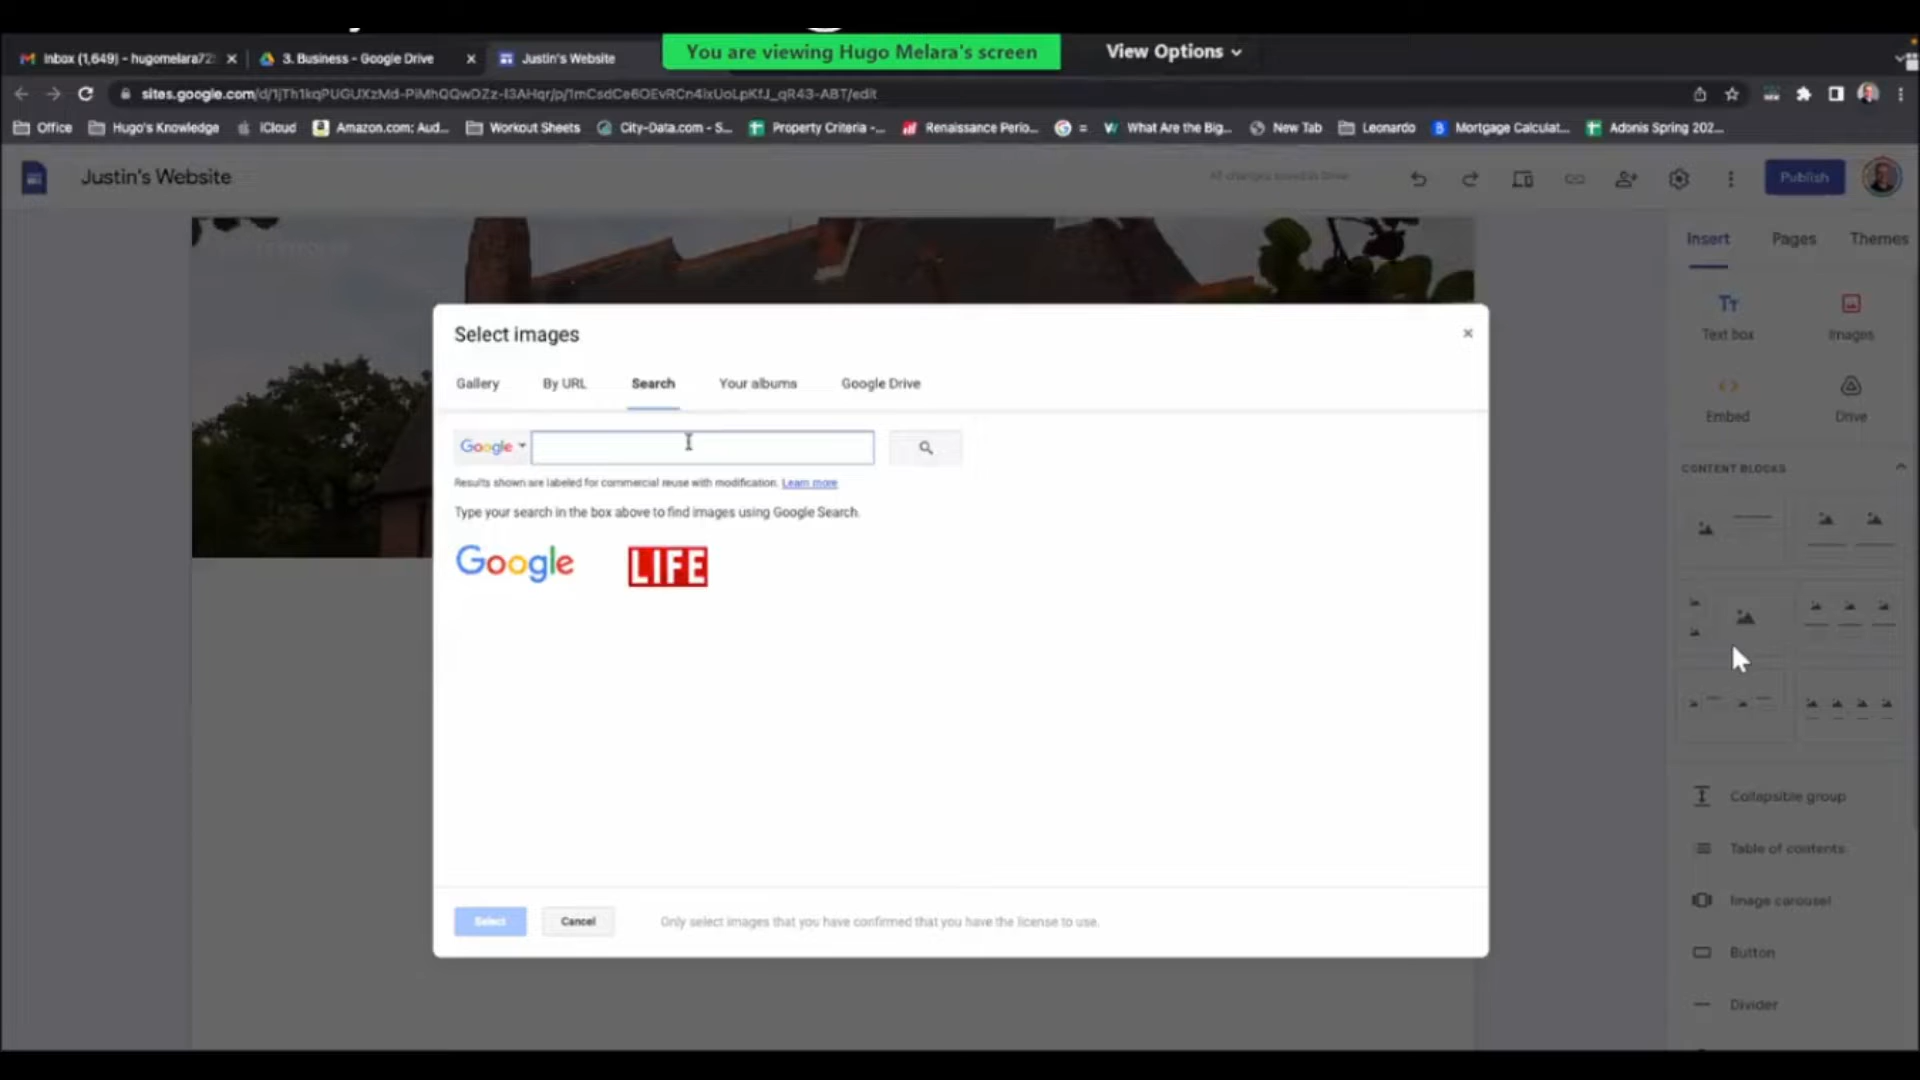 Inbox (1,649) - hugomelara72
3. Business - Google Drive
Justin's Website
You are viewing Hugo Melara's screen
View Options
sites.google.com/d/1jTh1kqPUGUXzMd-PiMhQQwDZz-I3AHqr/p/1mCsdCe6OEvRCn4ixUoLpKfJ_qR43-ABT/edit
Office
Hugo's Knowledge
iCloud
Amazon.com: Aud...
Workout Sheets
City-Data.com - S...
Property Criteria -...
Renaissance Perio...
=
What Are the Big...
New Tab
Leonardo
Mortgage Calculat...
Adonis Spring 202...
Justin's Website
All changes saved in Drive
Publish
Insert
Pages
Themes
Text box
Images
Embed
Drive
CONTENT BLOCKS
Collapsible group
Table of contents
Image carousel
Button
Divider
Select images
Gallery
By URL
Search
Your albums
Google Drive
Google
Results shown are labeled for commercial reuse with modification. Learn more
Type your search in the box above to find images using Google Search.
Google
LIFE
Select
Cancel
Only select images that you have confirmed that you have the license to use.